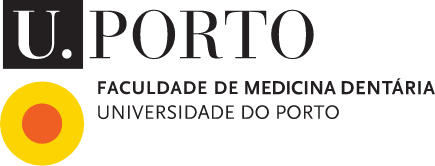 U.PORTO
FACULDADE DE MEDICINA DENTÁRIA
UNIVERSIDADE DO PORTO